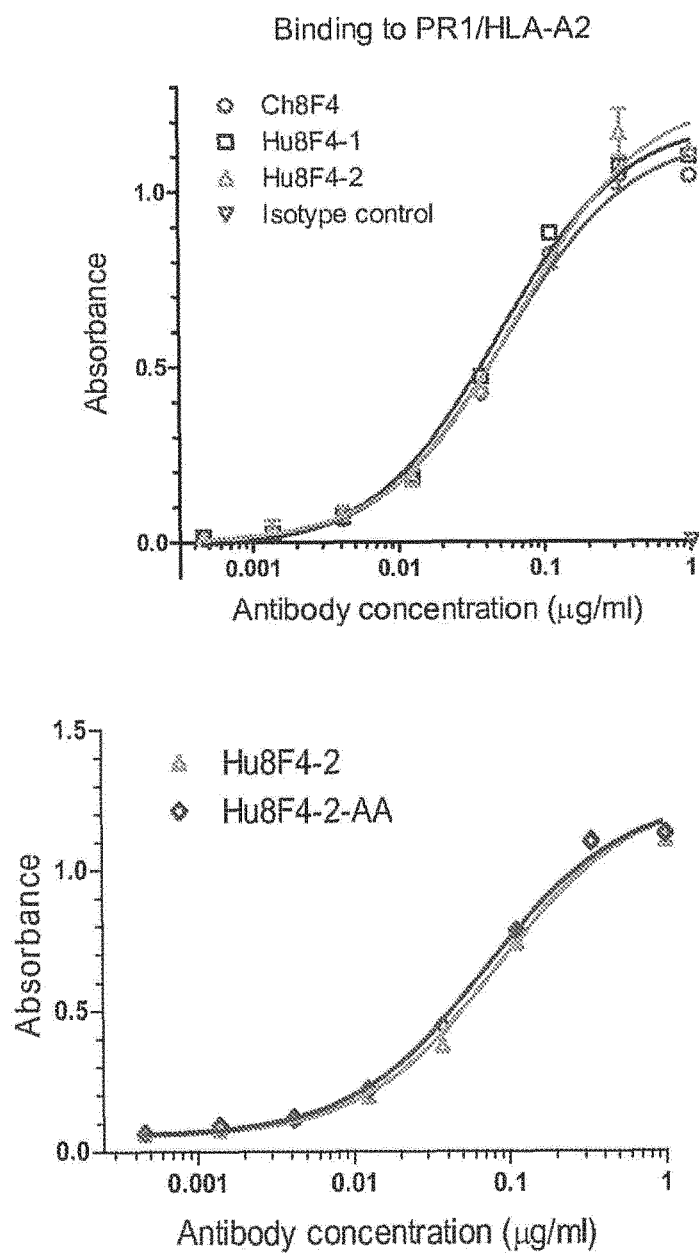 Binding to PR1/HLA-A2
Ch8F4
Hu8F4-1
Hu8F4-2
Isotype control
1.0
0.5
0.0
Absorbance
0.001 0.01 0.1 1
Antibody concentration (μg/ml)
1.5
Hu8F4-2
Hu8F4-2-AA
1.0
0.5
0.0
Absorbance
0.001 0.01 0.1 1
Antibody concentration (μg/ml)